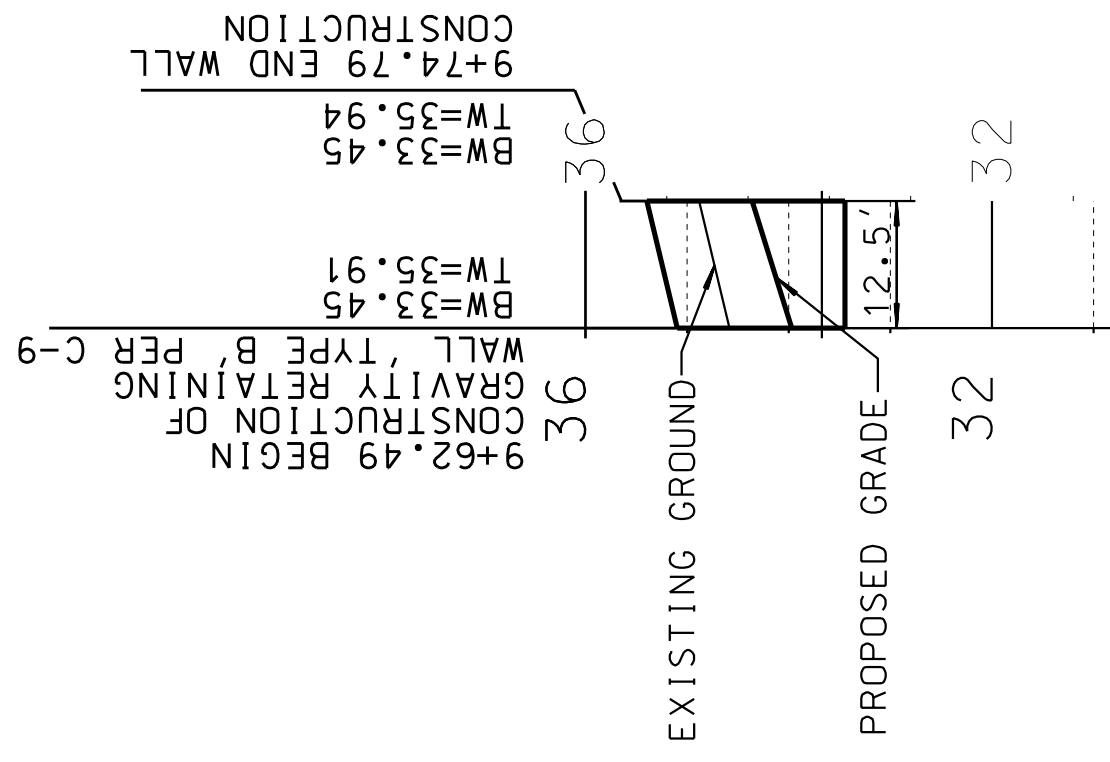 9+62.49 BEGIN
CONSTRUCTION OF
GRAVITY RETAINING
WALL 'TYPE B' PER C-9
BW=33.45
TW=35.91
BW=33.45
TW=35.94
9+74.79 END WALL
CONSTRUCTION
36
36
32
32
12.5'
EXISTING GROUND
PROPOSED GRADE